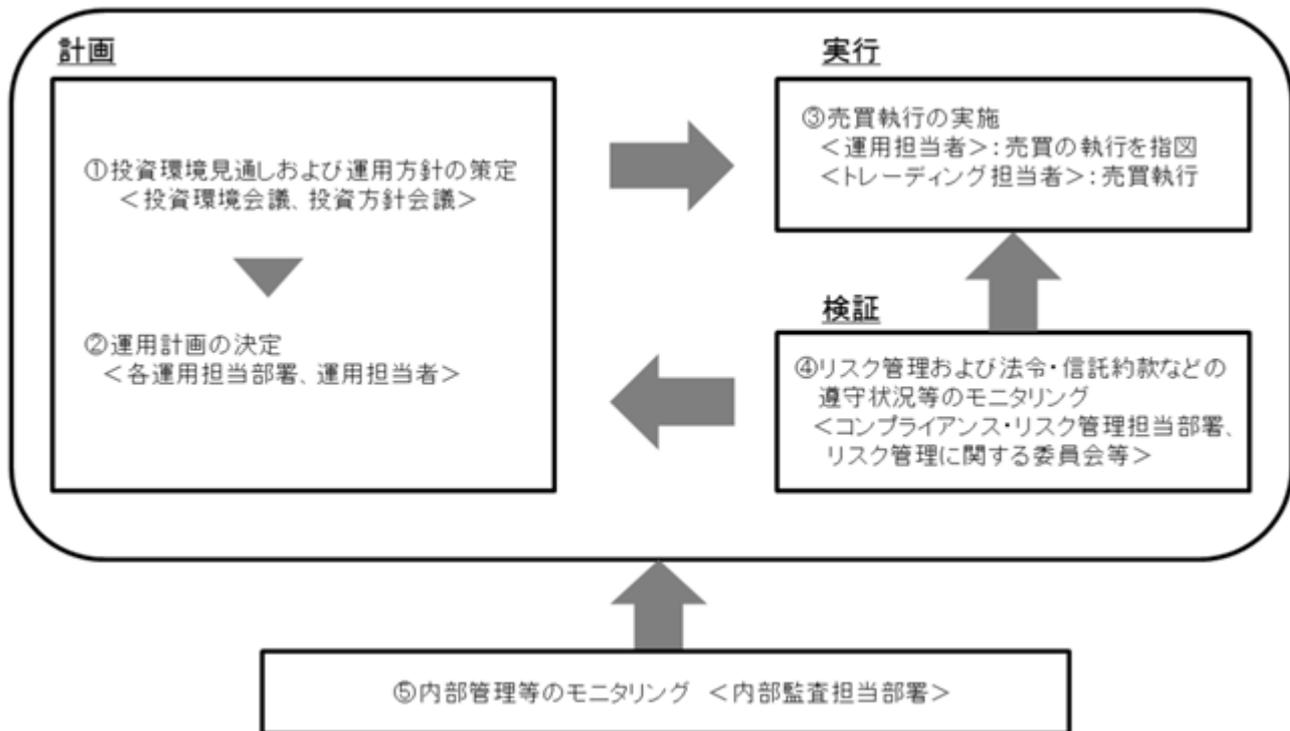 計画
①投資環境見通しおよび運用方針の策定
<投資環境会議、投資方針会議>
②運用計画の決定
<各運用担当部署、運用担当者>
実行
③売買執行の実施
<運用担当者>:売買の執行を指図
<トレーディング担当者>:売買執行
検証
④リスク管理および法令・信託約款などの
遵守状況等のモニタリング
<コンプライアンス・リスク管理担当部署、
リスク管理に関する委員会等>
⑤内部管理等のモニタリング <内部監査担当部署>